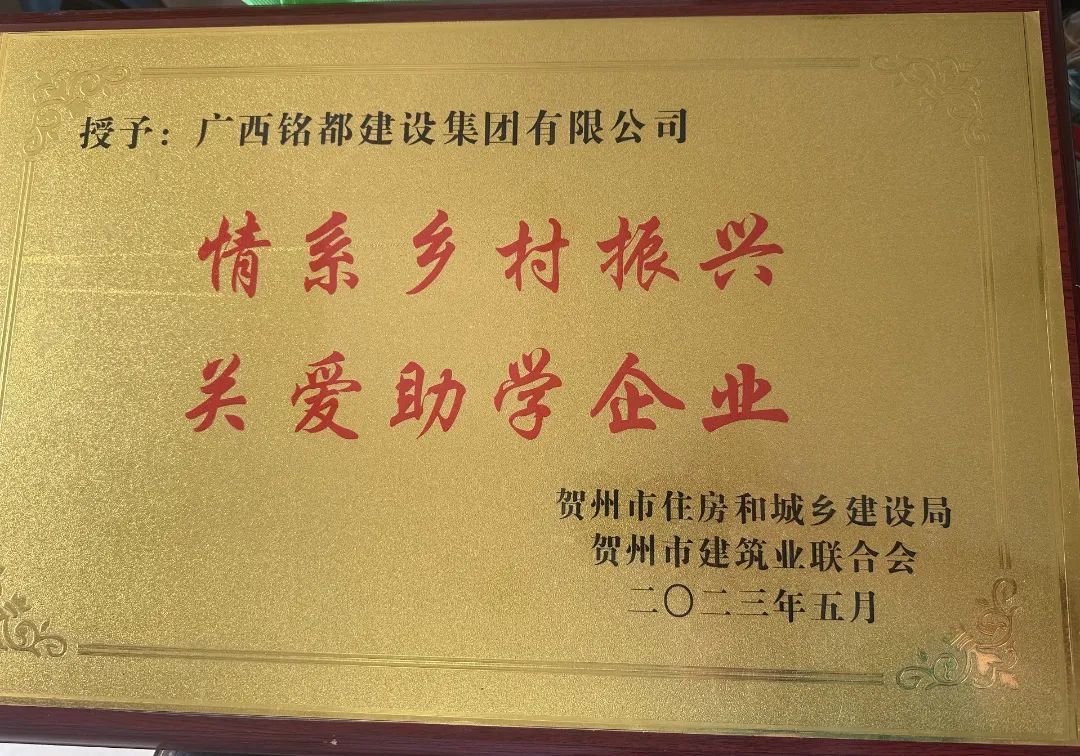 授予：广西铭都建设集团有限公司
情系乡村振兴
关爱助学企业
贺州市住房和城乡建设局
贺州市建筑业联合会
二〇二三年五月